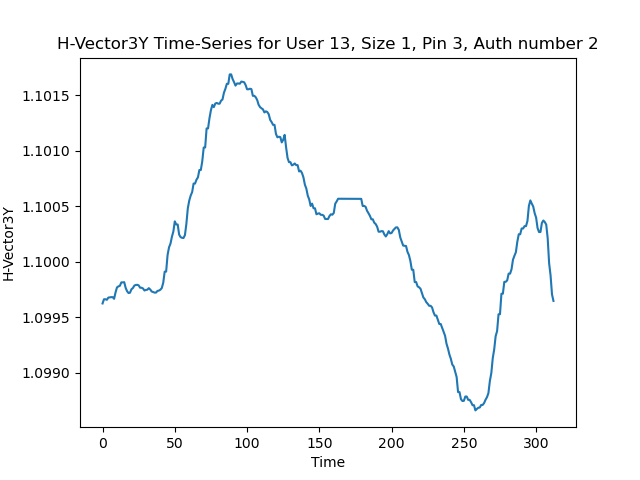 H-Vector3Y Time-Series for User 13, Size 1, Pin 3, Auth number 2
1.1015
1.1010
1.1005
1.1000
1.0995
1.0990
H-Vector3Y
0 50 100 150 200 250 300
Time